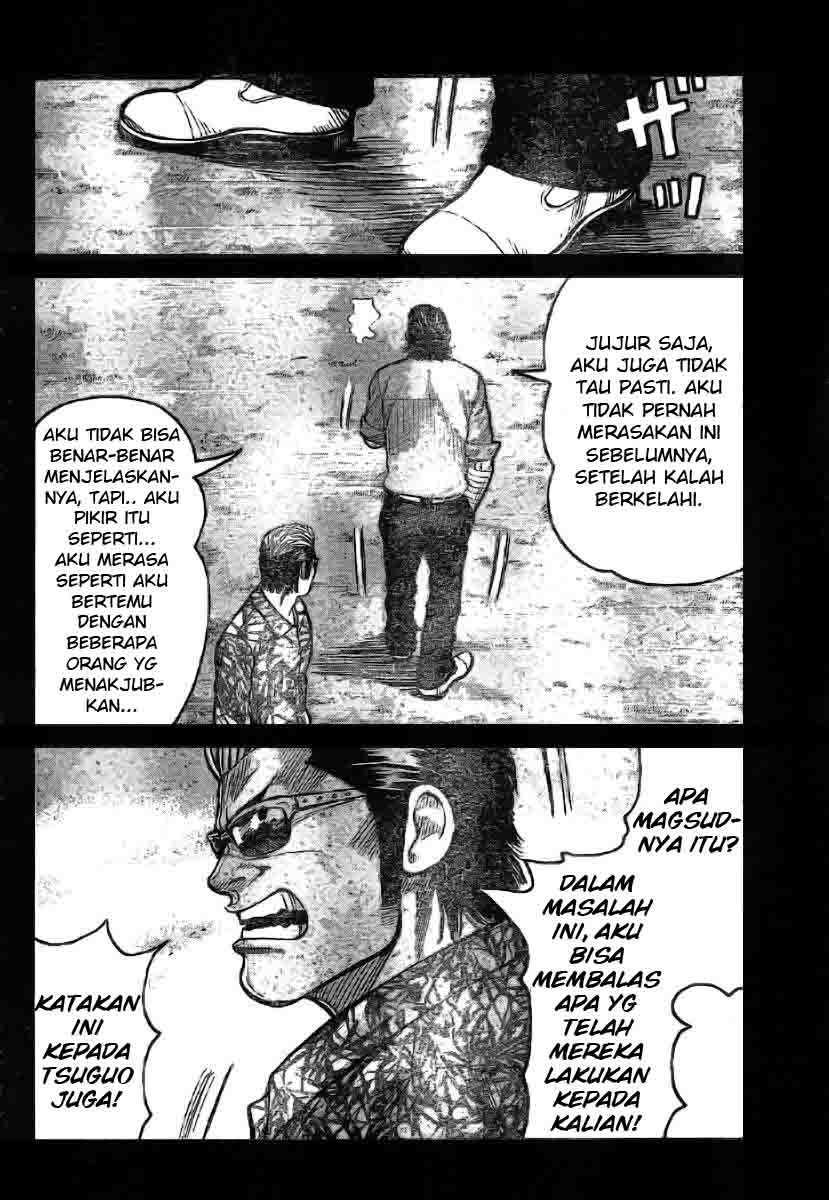 ザッ
JUJUR SAJA,
AKU JUGA TIDAK
TAU PASTI. AKU
TIDAK PERNAH
MERASAKAN INI
SEBELUMNYA,
SETELAH KALAH
BERKELAHI.
AKU TIDAK BISA
BENAR-BENAR
MENJELASKAN-
NYA, TAPI.. AKU
PIKIR ITU
SEPERTI...
AKU MERASA
SEPERTI AKU
BERTEMU
DENGAN
BEBERAPA
ORANG YG
MENAKJUB-
KAN...
APA
MAGSUD-
NYA ITU?
DALAM
MASALAH
INI, AKU
BISA
MEMBALAS
APA YG
TELAH
MEREKA
LAKUKAN
KEPADA
KALIAN!
KATAKAN
INI
KEPADA
TSUGUO
JUGA!